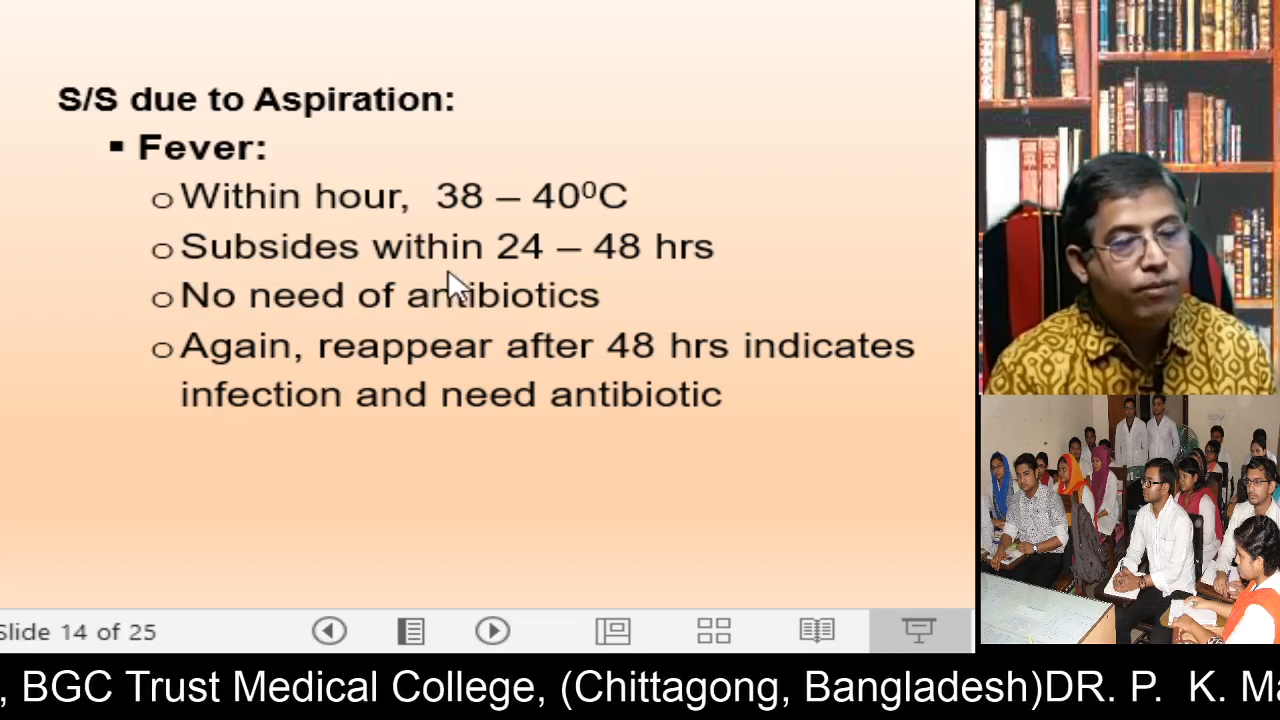 S/S due to Aspiration:
▪ Fever:
o Within hour, 38 – 40⁰C
o Subsides within 24 – 48 hrs
o No need of antibiotics
o Again, reappear after 48 hrs indicates
infection and need antibiotic
Slide 14 of 25
, BGC Trust Medical College, (Chittagong, Bangladesh)DR. P. K.